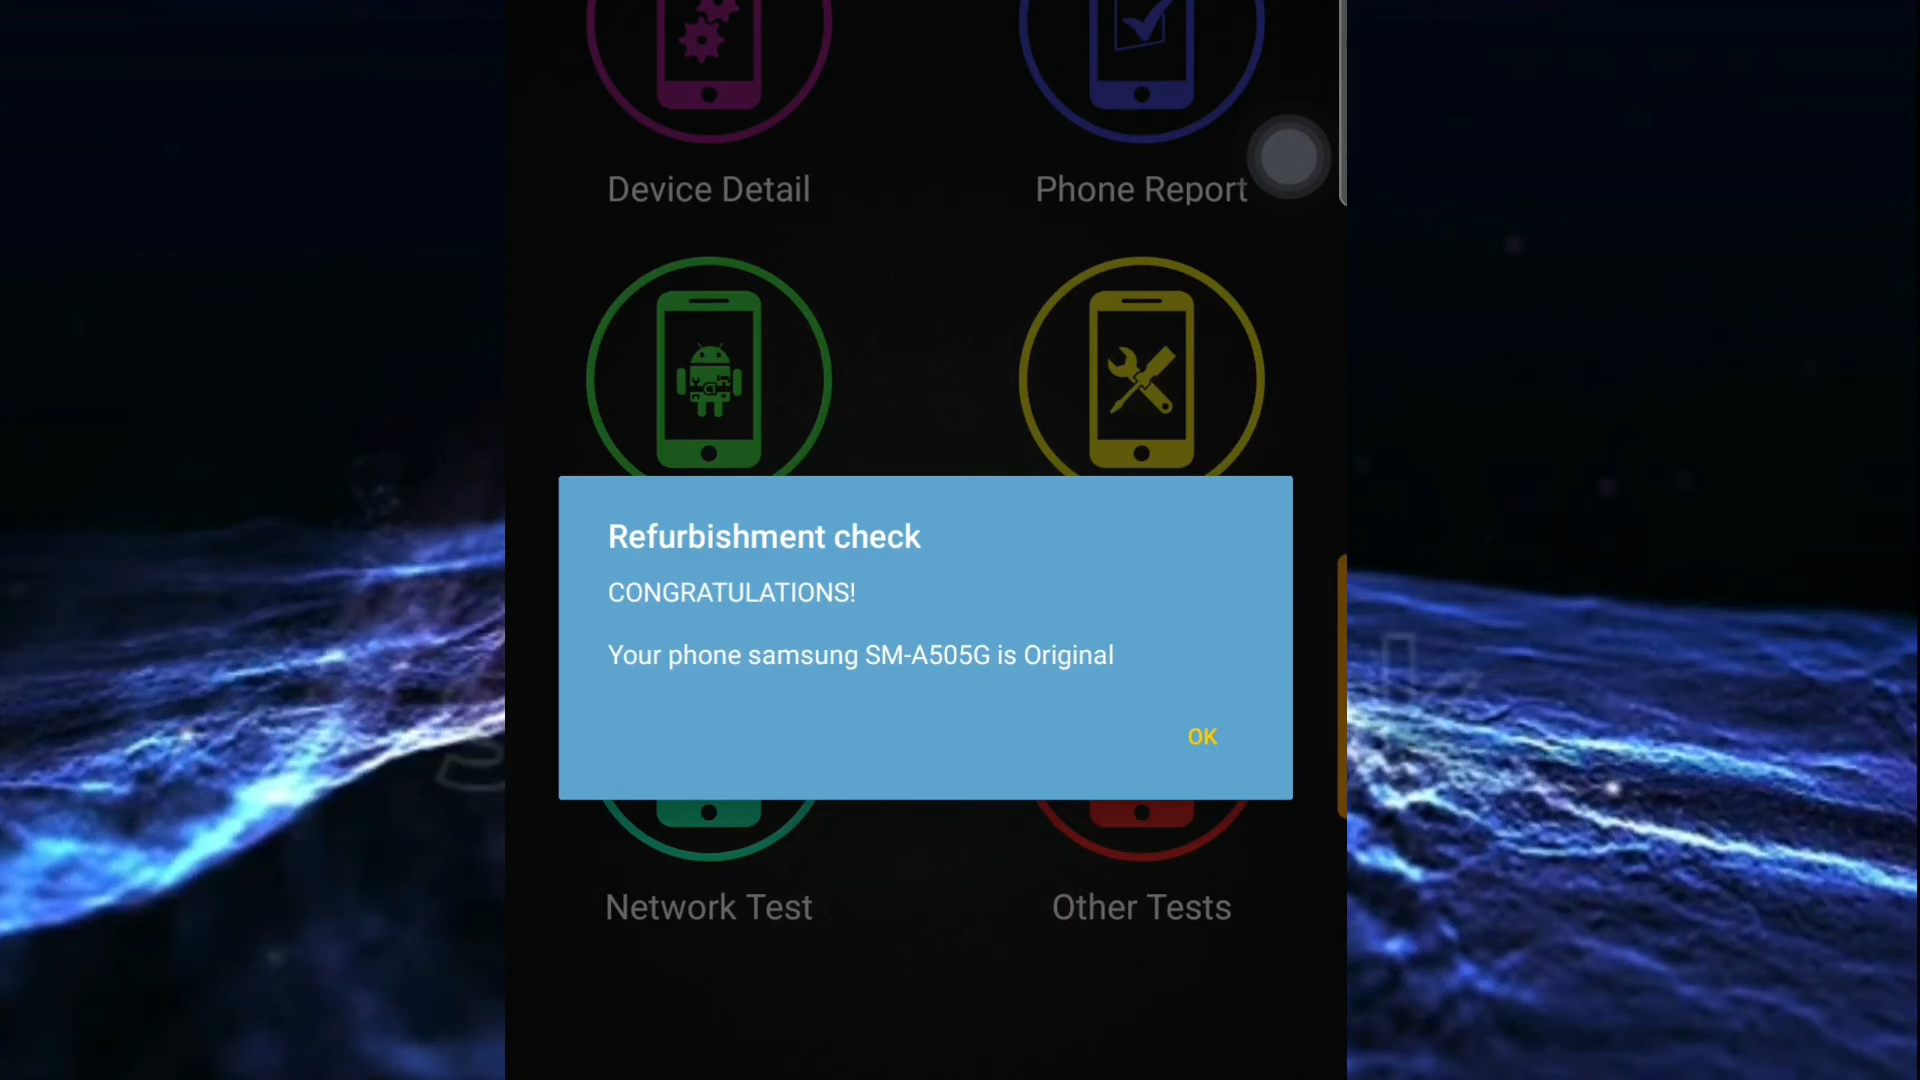 Device Detail
Phone Report
Refurbishment check
CONGRATULATIONS!
Your phone samsung SM-A505G is Original
OK
Network Test
Other Tests